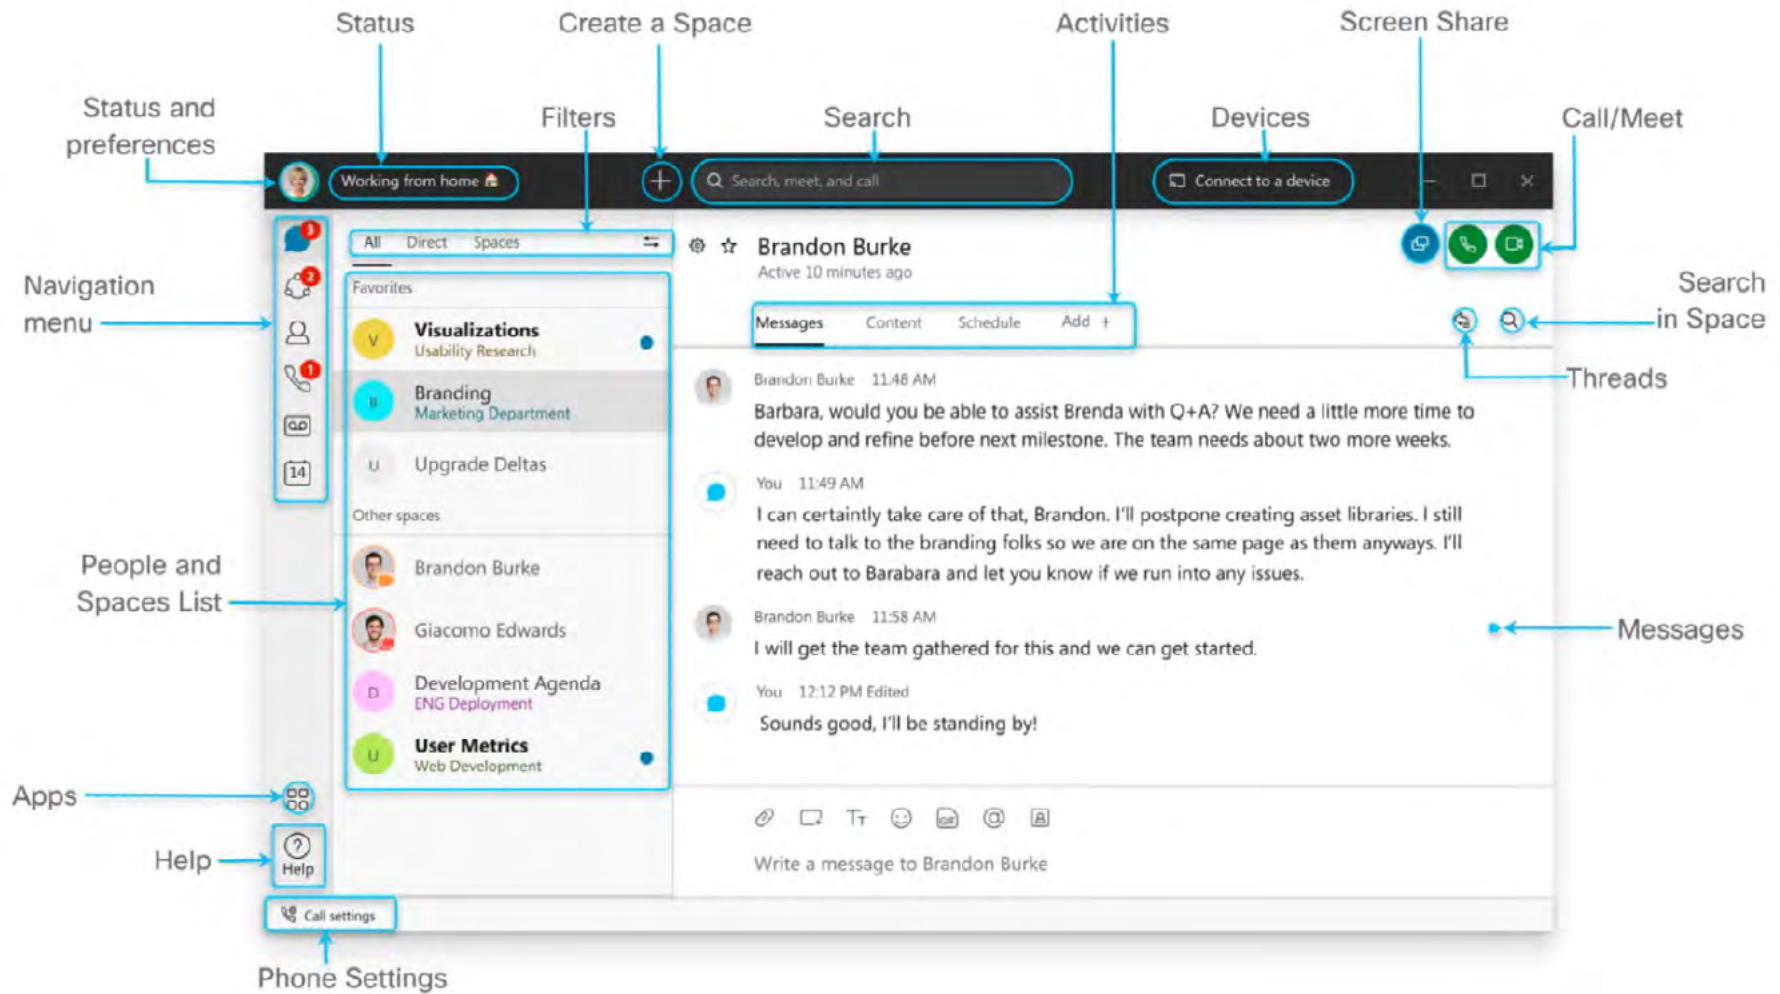 Status
Create a Space
Activities
Screen Share
Status and
preferences
Filters
Search
Devices
Call/Meet
Working from home
Search, meet, and call
Connect to a device
Navigation
menu
3
2
1
14
All Direct Spaces
Favorites
V
Visualizations
Usability Research
B
Branding
Marketing Department
U
Upgrade Deltas
Other spaces
Brandon Burke
Giacomo Edwards
D
Development Agenda
ENG Deployment
U
User Metrics
Web Development
People and
Spaces List
Apps
Help
Help
Call settings
Phone Settings
Brandon Burke
Active 10 minutes ago
Messages Content Schedule Add +
Search
in Space
Threads
Brandon Burke 11:48 AM
Barbara, would you be able to assist Brenda with Q+A? We need a little more time to
develop and refine before next milestone. The team needs about two more weeks.
You 11:49 AM
I can certaintly take care of that, Brandon. I'll postpone creating asset libraries. I still
need to talk to the branding folks so we are on the same page as them anyways. I'll
reach out to Barabara and let you know if we run into any issues.
Brandon Burke 11:58 AM
I will get the team gathered for this and we can get started.
Messages
You 12:12 PM Edited
Sounds good, I'll be standing by!
Tт
GIF
@
Write a message to Brandon Burke